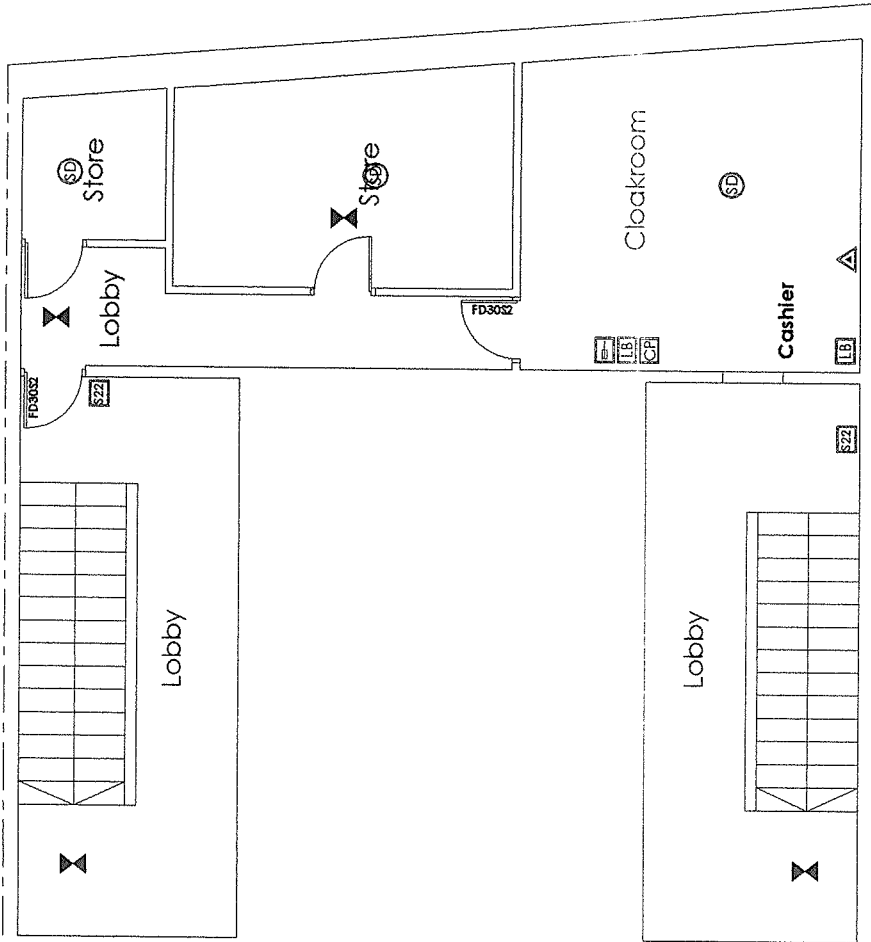 SD
Store
SD
Store
Cloakroom
SD
Lobby
FD30S2
FD30S2
S22
LB
CP
Cashier
LB
S22
Lobby
Lobby